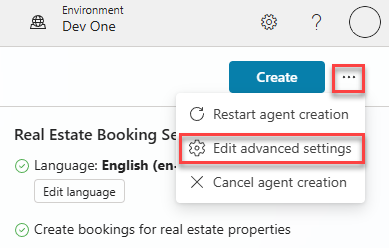 Environment
Dev One
Create
Restart agent creation
Real Estate Booking Se
Edit advanced settings
Language: English (en-
Cancel agent creation
Edit language
Create bookings for real estate properties